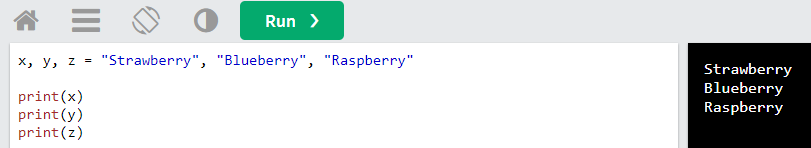 Run ❯
x, y, z = "Strawberry", "Blueberry", "Raspberry"
print(x)
print(y)
print(z)
Strawberry
Blueberry
Raspberry